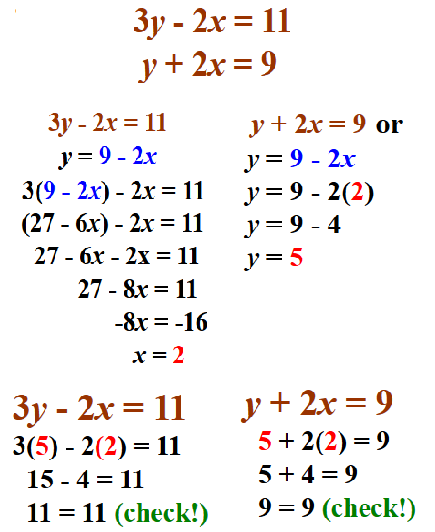 3y - 2x = 11
y + 2x = 9
3y - 2x = 11
y = 9 - 2x
3(9 - 2x) - 2x = 11
(27 - 6x) - 2x = 11
27 - 6x - 2x = 11
27 - 8x = 11
-8x = -16
x = 2
y + 2x = 9 or
y = 9 - 2x
y = 9 - 2(2)
y = 9 - 4
y = 5
3y - 2x = 11
3(5) - 2(2) = 11
15 - 4 = 11
11 = 11 (check!)
y + 2x = 9
5 + 2(2) = 9
5 + 4 = 9
9 = 9 (check!)